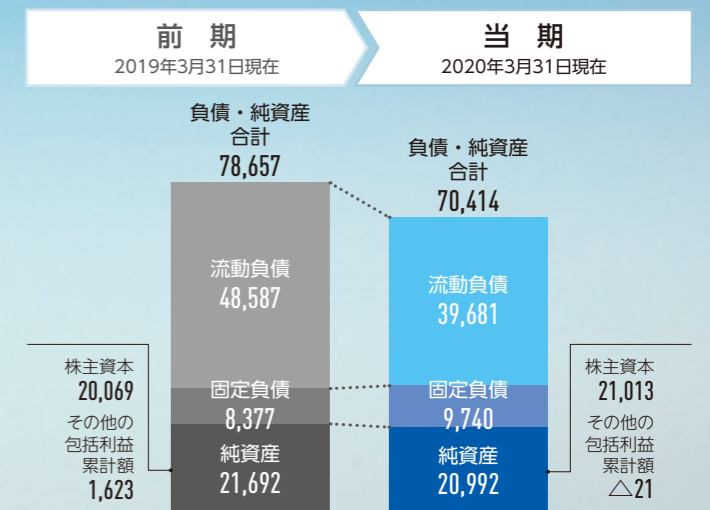 前 期
2019年3月31日現在
当 期
2020年3月31日現在
負債・純資産
合計
78,657
流動負債
48,587
固定負債
8,377
純資産
21,692
株主資本
20,069
その他の
包括利益
累計額
1,623
負債・純資産
合計
70,414
流動負債
39,681
固定負債
9,740
純資産
20,992
株主資本
21,013
その他の
包括利益
累計額
△21